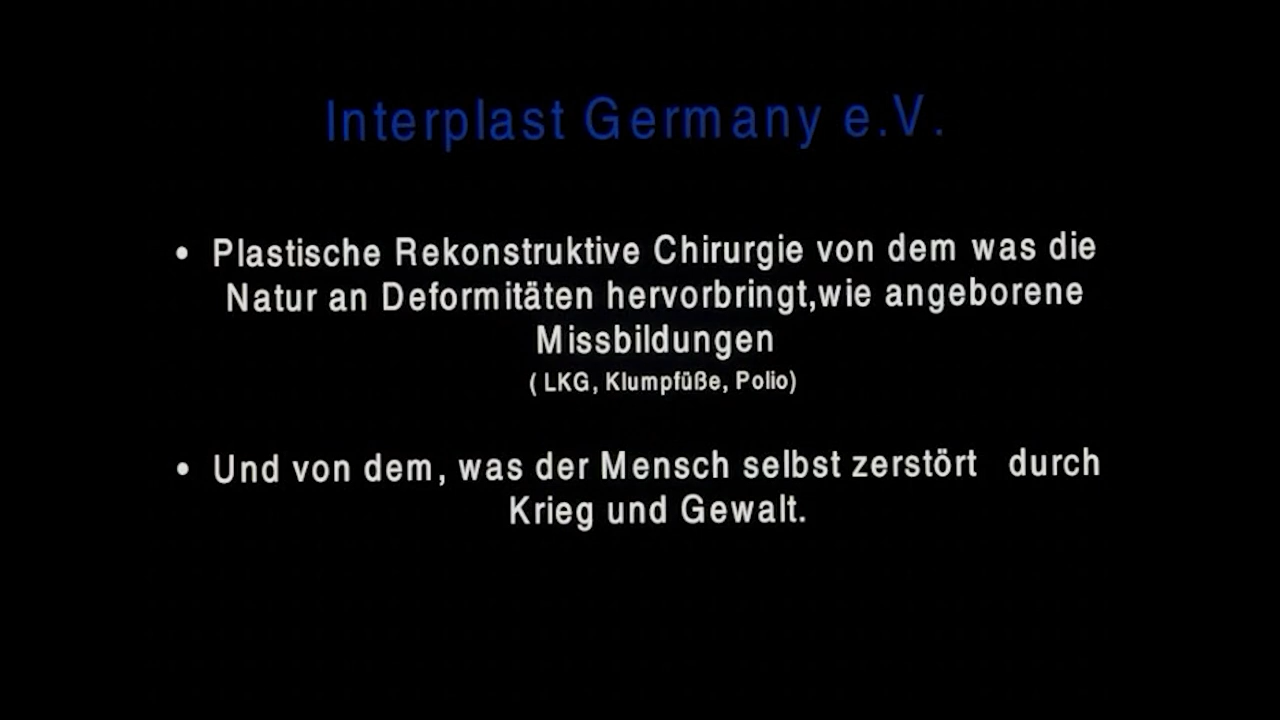 Interplast Germany e.V.
• Plastische Rekonstruktive Chirurgie von dem was die
Natur an Deformitäten hervorbringt,wie angeborene
Missbildungen
( LKG, Klumpfüße, Polio)
• Und von dem, was der Mensch selbst zerstört durch
Krieg und Gewalt.